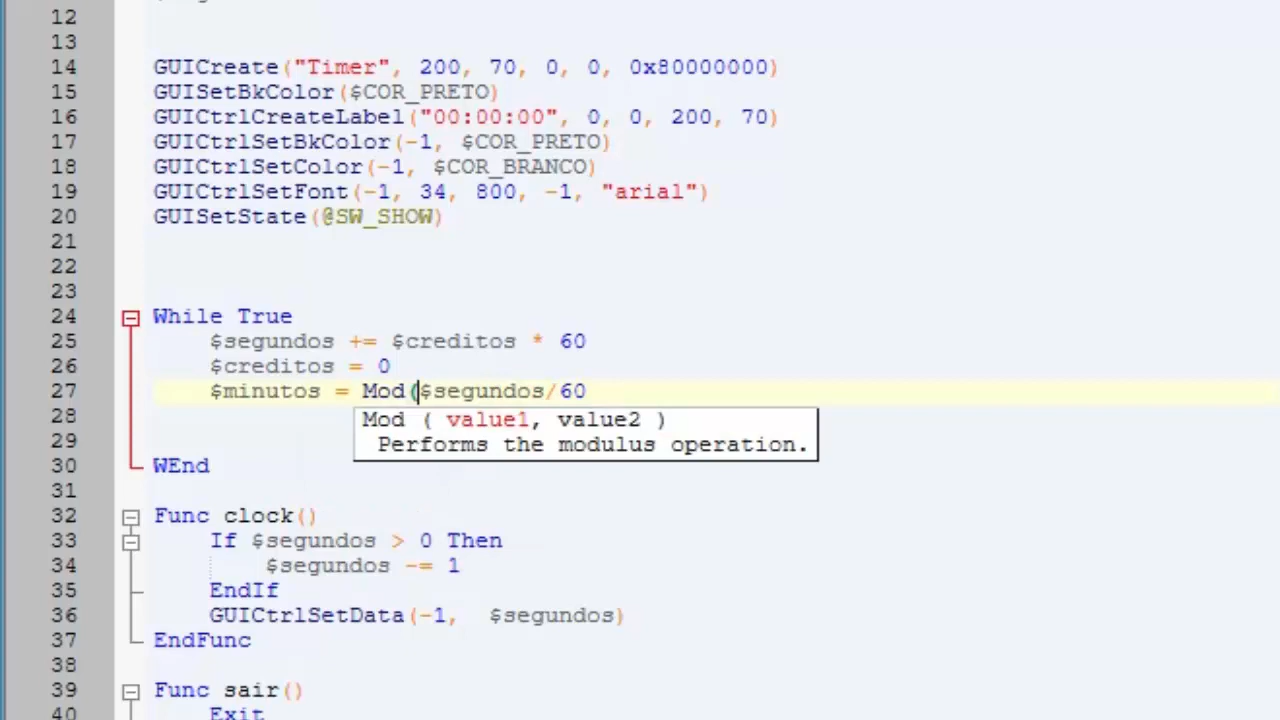 12
13
14 GUICreate("Timer", 200, 70, 0, 0, 0x80000000)
15 GUISetBkColor($COR_PRETO)
16 GUICtrlCreateLabel("00:00:00", 0, 0, 200, 70)
17 GUICtrlSetBkColor(-1, $COR_PRETO)
18 GUICtrlSetColor(-1, $COR_BRANCO)
19 GUICtrlSetFont(-1, 34, 800, -1, "arial")
20 GUISetState(@SW_SHOW)
21
22
23
24 While True
25 $segundos += $creditos * 60
26 $creditos = 0
27 $minutos = Mod($segundos/60
28 Mod ( value1, value2 )
29 Performs the modulus operation.
30 WEnd
31
32 Func clock()
33 If $segundos > 0 Then
34 $segundos -= 1
35 EndIf
36 GUICtrlSetData(-1, $segundos)
37 EndFunc
38
39 Func sair()
40 Exit